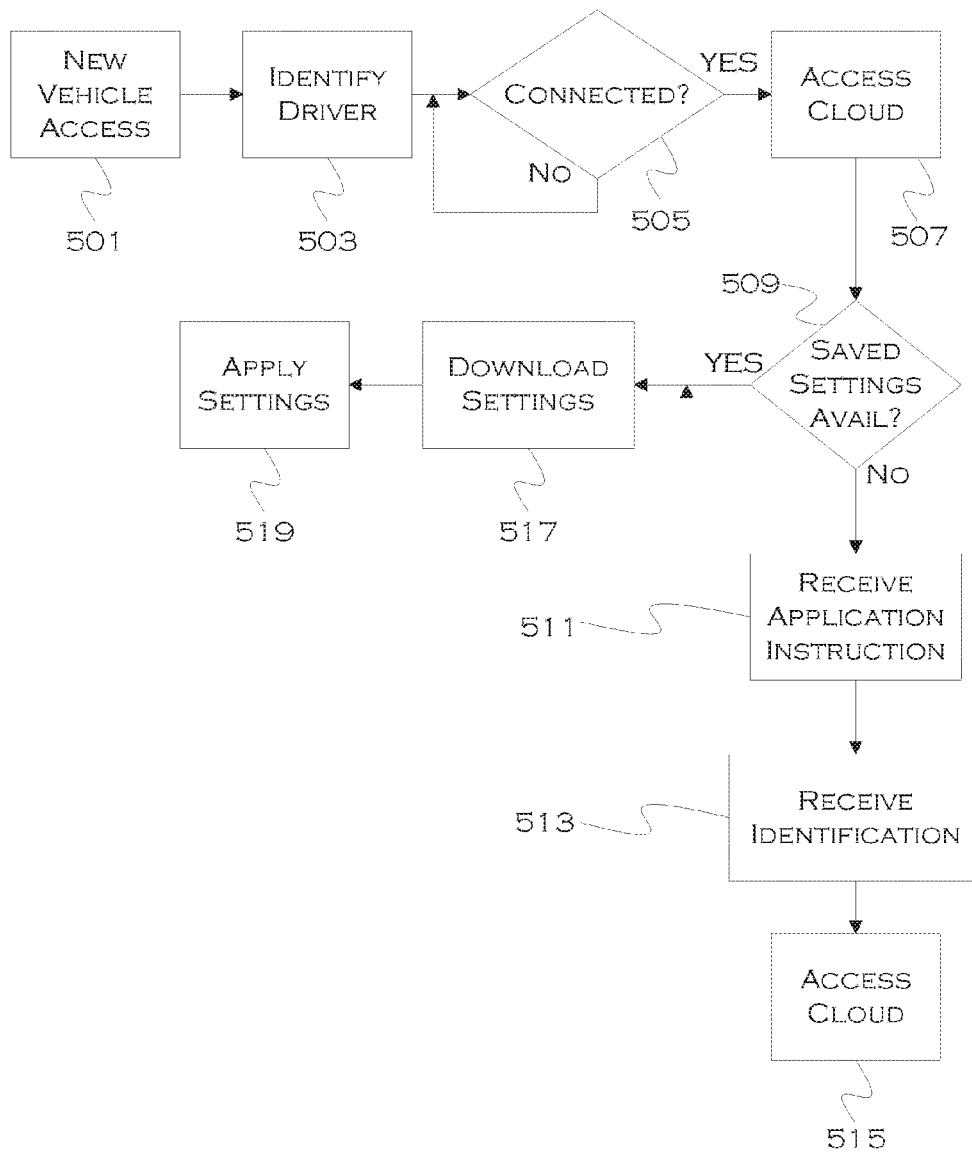 NEW
VEHICLE
ACCESS
501
IDENTIFY
DRIVER
503
CONNECTED?
YES
NO
505
ACCESS
CLOUD
507
509
SAVED
SETTINGS
AVAIL?
YES
NO
DOWNLOAD
SETTINGS
517
APPLY
SETTINGS
519
RECEIVE
APPLICATION
INSTRUCTION
511
RECEIVE
IDENTIFICATION
513
ACCESS
CLOUD
515